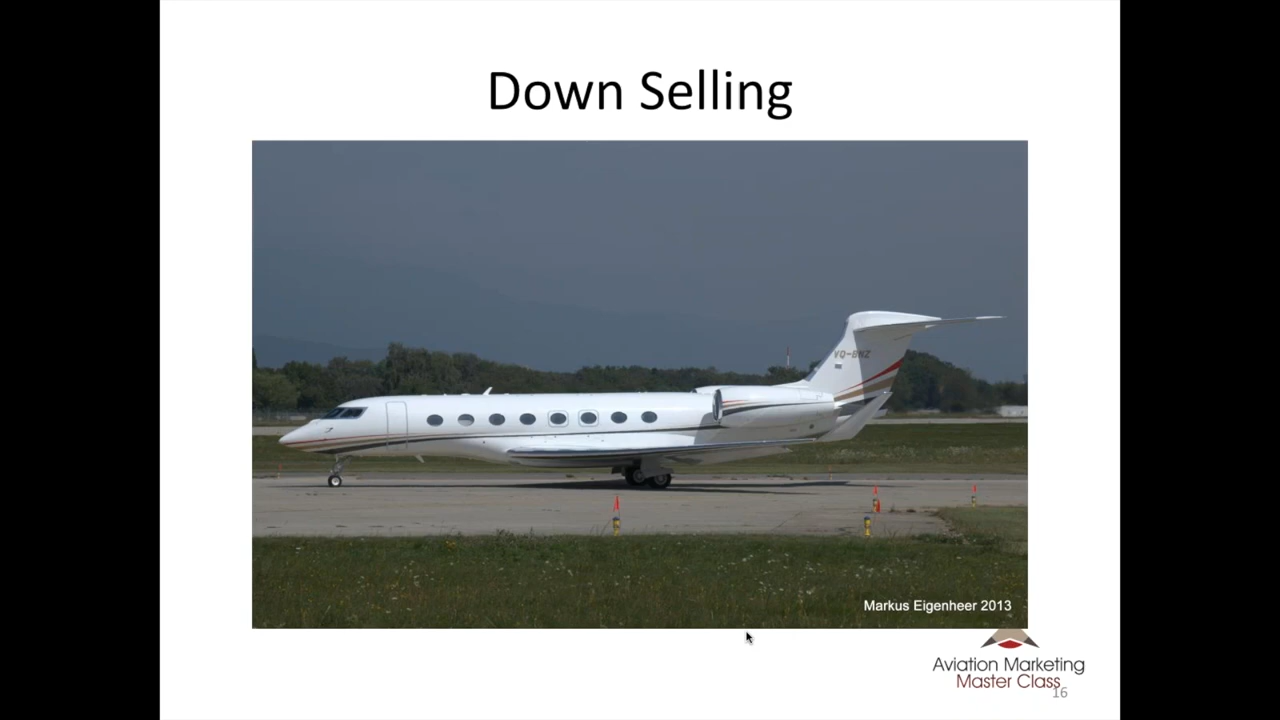 Down Selling
Markus Eigenheer 2013
Aviation Marketing
Master Class
16